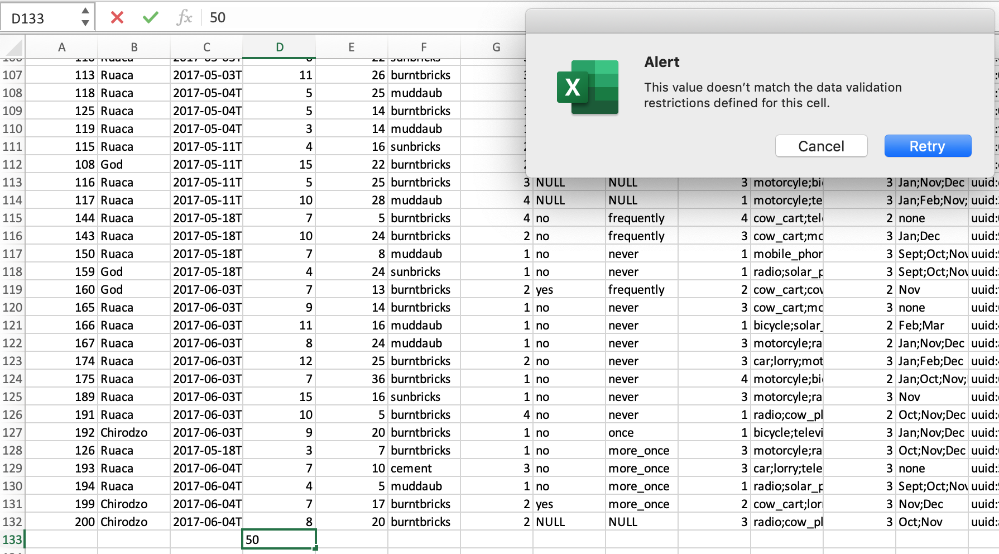 D133 fx 50
Alert
This value doesn't match the data validation
restrictions defined for this cell.
Cancel Retry
A B C D E F G
107 113 Ruaca 2017-05-03T 11 26 burntbricks
108 118 Ruaca 2017-05-04T 5 25 muddaub
109 125 Ruaca 2017-05-04T 5 14 burntbricks
110 119 Ruaca 2017-05-04T 3 14 muddaub
111 115 Ruaca 2017-05-11T 4 16 sunbricks
112 108 God 2017-05-11T 15 22 burntbricks
113 116 Ruaca 2017-05-11T 5 25 burntbricks 3 NULL NULL 3 motorcyle;bi 3 Jan;Nov;Dec uuid:
114 117 Ruaca 2017-05-11T 10 28 muddaub 4 NULL NULL 1 motorcyle;te 3 Jan;Feb;Nov; uuid:
115 144 Ruaca 2017-05-18T 7 5 burntbricks 4 no frequently 4 cow_cart;tel 2 none uuid:
116 143 Ruaca 2017-05-18T 10 24 burntbricks 2 no frequently 3 cow_cart;mo 3 Jan;Dec uuid:
117 150 Ruaca 2017-05-18T 7 8 muddaub 1 no never 1 mobile_phor 3 Sept;Oct;Nov uuid:
118 159 God 2017-05-18T 4 24 sunbricks 1 no never 1 radio;solar_p 3 Sept;Oct;Nov uuid:
119 160 God 2017-06-03T 7 13 burntbricks 2 yes frequently 2 cow_cart;cov 2 Nov uuid:
120 165 Ruaca 2017-06-03T 9 14 burntbricks 1 no never 3 cow_cart;mo 3 none uuid:
121 166 Ruaca 2017-06-03T 11 16 muddaub 1 no never 1 bicycle;solar_ 2 Feb;Mar uuid:
122 167 Ruaca 2017-06-03T 8 24 muddaub 1 no never 3 motorcyle;ra 2 Jan;Nov;Dec uuid:
123 174 Ruaca 2017-06-03T 12 25 burntbricks 2 no never 3 car;lorry;mot 3 Jan;Feb;Dec uuid:
124 175 Ruaca 2017-06-03T 7 36 burntbricks 1 no never 4 motorcyle;bi 2 Jan;Oct;Nov; uuid:
125 189 Ruaca 2017-06-03T 15 16 sunbricks 1 no never 3 motorcyle;ra 3 Nov uuid:
126 191 Ruaca 2017-06-03T 10 5 burntbricks 4 no never 1 radio;cow_pl 2 Oct;Nov;Dec uuid:
127 192 Chirodzo 2017-06-03T 9 20 burntbricks 1 no once 1 bicycle;televi 3 Jan;Nov;Dec uuid:
128 126 Ruaca 2017-05-18T 3 7 burntbricks 1 no more_once 3 motorcyle;ra 3 Oct;Nov;Dec uuid:
129 193 Ruaca 2017-06-04T 7 10 cement 3 no more_once 3 car;lorry;tele 3 none uuid:
130 194 Ruaca 2017-06-04T 4 5 muddaub 1 no more_once 1 radio;solar_p 3 Sept;Oct;Nov uuid:
131 199 Chirodzo 2017-06-04T 7 17 burntbricks 2 yes more_once 2 cow_cart;lor 3 Nov;Dec uuid:
132 200 Chirodzo 2017-06-04T 8 20 burntbricks 2 NULL NULL 3 radio;cow_pl 3 Oct;Nov uuid:
133 50